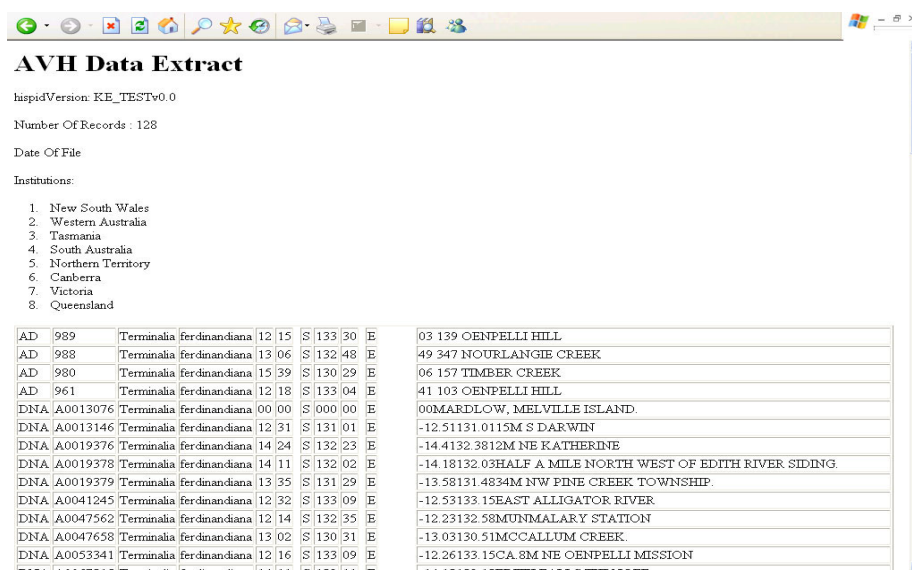 AVH Data Extract
hispidVersion: KE_TESTv0.0
Number Of Records : 128
Date Of File
Institutions:
1. New South Wales
2. Western Australia
3. Tasmania
4. South Australia
5. Northern Territory
6. Canberra
7. Victoria
8. Queensland
AD 989 Terminalia ferdinandiana 12 15 S 133 30 E 03 139 OENPELLI HILL
AD 988 Terminalia ferdinandiana 13 06 S 132 48 E 49 347 NOURLANGIE CREEK
AD 980 Terminalia ferdinandiana 15 39 S 130 29 E 06 157 TIMBER CREEK
AD 961 Terminalia ferdinandiana 12 18 S 133 04 E 41 103 OENPELLI HILL
DNA A0013076 Terminalia ferdinandiana 00 00 S 000 00 E 00MARDLOW, MELVILLE ISLAND.
DNA A0013146 Terminalia ferdinandiana 12 31 S 131 01 E -12.51131.0115M S DARWIN
DNA A0019376 Terminalia ferdinandiana 14 24 S 132 23 E -14.4132.3812M NE KATHERINE
DNA A0019378 Terminalia ferdinandiana 14 11 S 132 02 E -14.18132.03HALF A MILE NORTH WEST OF EDITH RIVER SIDING.
DNA A0019379 Terminalia ferdinandiana 13 35 S 131 29 E -13.58131.4834M NW PINE CREEK TOWNSHIP.
DNA A0041245 Terminalia ferdinandiana 12 32 S 133 09 E -12.53133.15EAST ALLIGATOR RIVER
DNA A0047562 Terminalia ferdinandiana 12 14 S 132 35 E -12.23132.58MUNMALARY STATION
DNA A0047658 Terminalia ferdinandiana 13 02 S 130 31 E -13.03130.51MCCALLUM CREEK.
DNA A0053341 Terminalia ferdinandiana 12 16 S 133 09 E -12.26133.15CA.8M NE OENPELLI MISSION